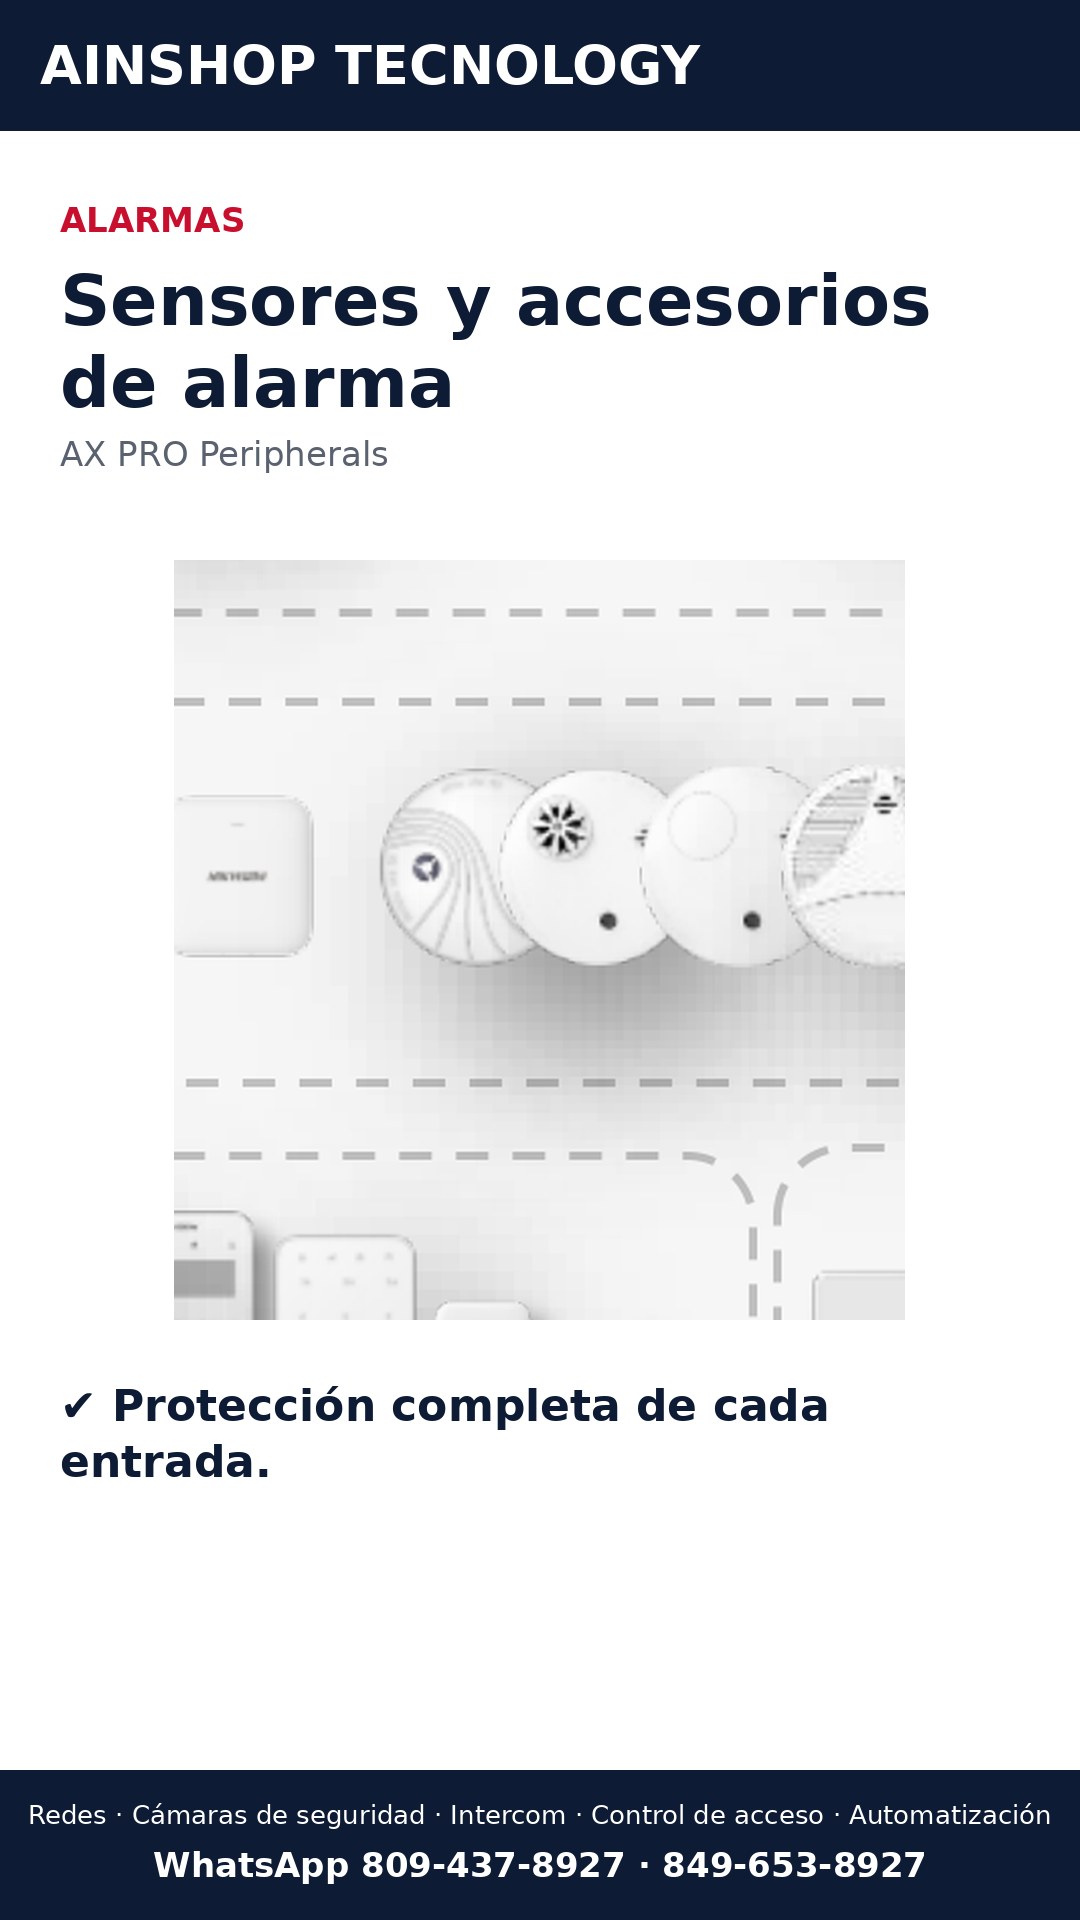 AINSHOP TECNOLOGY
ALARMAS
Sensores y accesorios
de alarma
AX PRO Peripherals
HIKVISION
✔ Protección completa de cada
entrada.
Redes · Cámaras de seguridad · Intercom · Control de acceso · Automatización
WhatsApp 809-437-8927 · 849-653-8927